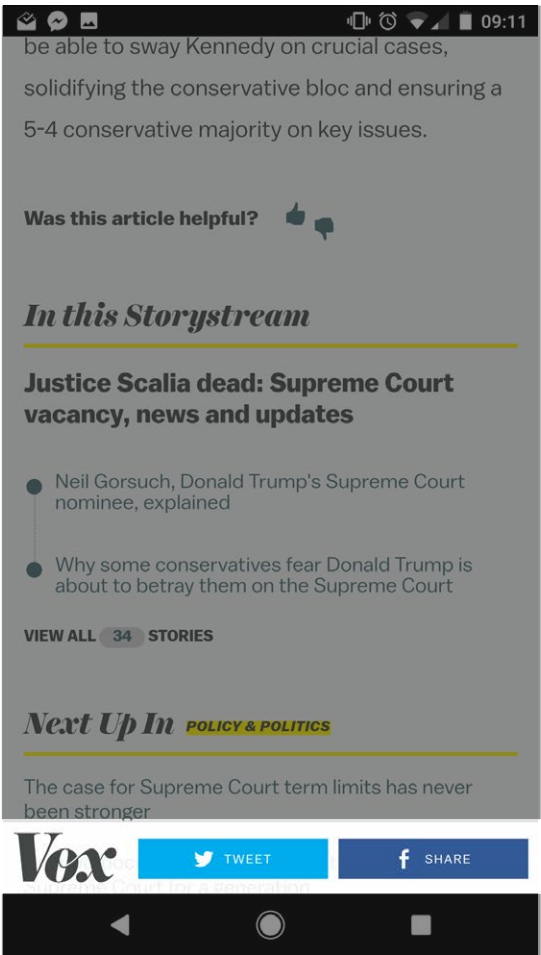 09:11
be able to sway Kennedy on crucial cases,
solidifying the conservative bloc and ensuring a
5-4 conservative majority on key issues.
Was this article helpful?
In this Storystream
Justice Scalia dead: Supreme Court
vacancy, news and updates
Neil Gorsuch, Donald Trump's Supreme Court
nominee, explained
Why some conservatives fear Donald Trump is
about to betray them on the Supreme Court
VIEW ALL 34 STORIES
Next Up In POLICY & POLITICS
The case for Supreme Court term limits has never
been stronger
Vox TWEET f SHARE
Supreme Court for a generation